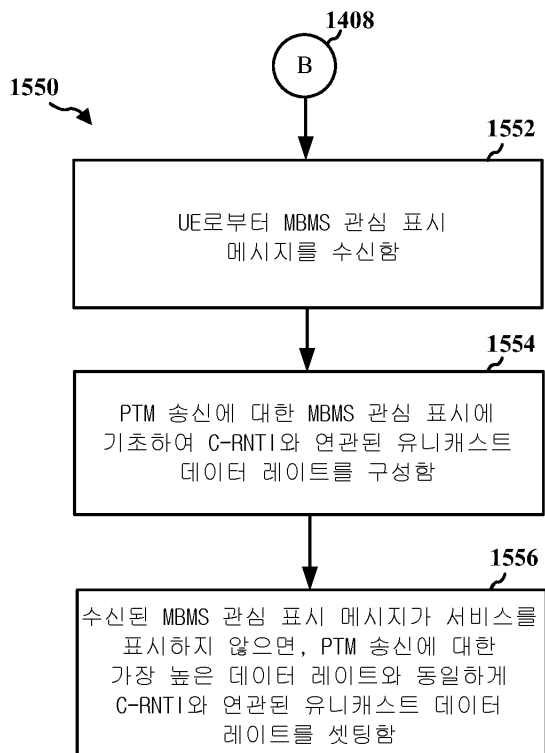 1408
B
1550
1552
UE로부터 MBMS 관심 표시
메시지를 수신함
1554
PTM 송신에 대한 MBMS 관심 표시에
기초하여 C-RNTI와 연관된 유니캐스트
데이터 레이트를 구성함
1556
수신된 MBMS 관심 표시 메시지가 서비스를
표시하지 않으면, PTM 송신에 대한
가장 높은 데이터 레이트와 동일하게
C-RNTI와 연관된 유니캐스트 데이터
레이트를 셋팅함